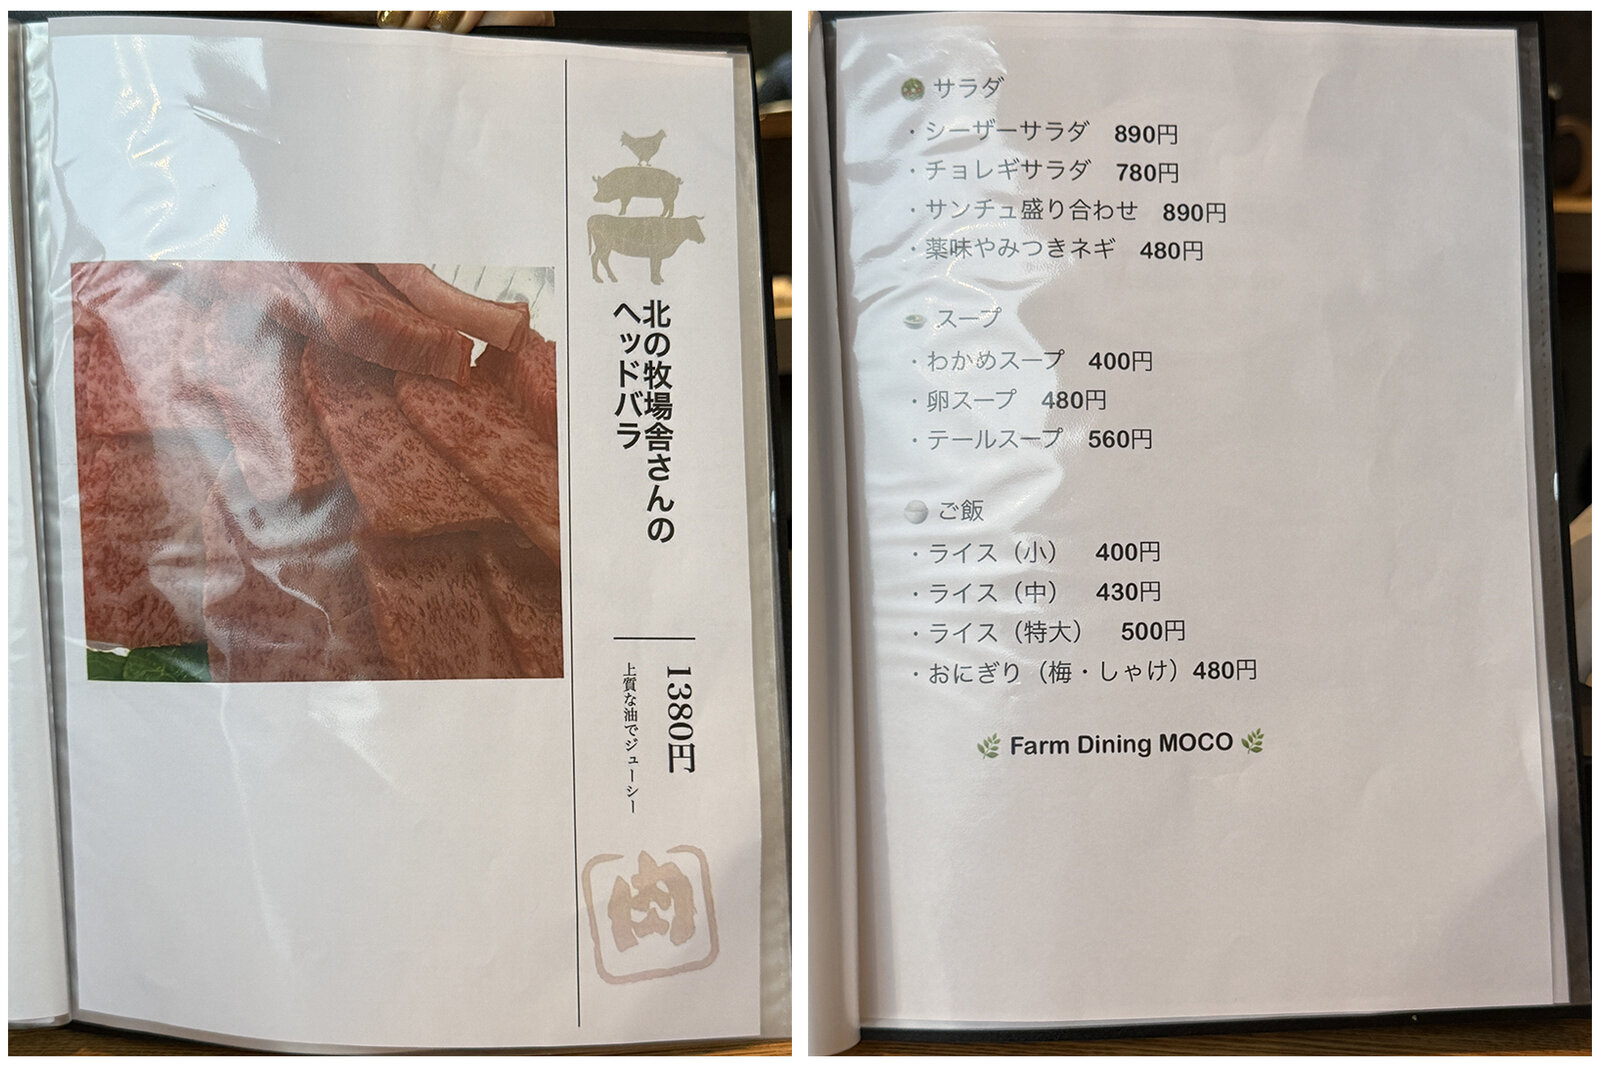 北の牧場舎さんの
ヘッドバラ
1380円
上質な油でジューシー
サラダ
・シーザーサラダ 890円
・チョレギサラダ 780円
・サンチュ盛り合わせ 890円
・薬味やみつきネギ 480円
スープ
・わかめスープ 400円
・卵スープ 480円
・テールスープ 560円
ご飯
・ライス（小） 400円
・ライス（中） 430円
・ライス（特大） 500円
・おにぎり（梅・しゃけ）480円
Farm Dining MOCO